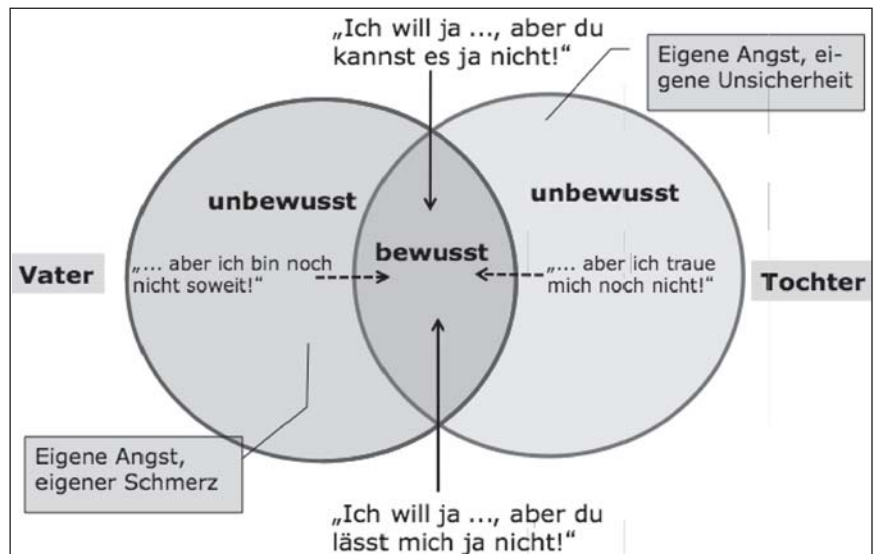 „Ich will ja ..., aber du
kannst es ja nicht!“
Eigene Angst, ei-
gene Unsicherheit
unbewusst
unbewusst
bewusst
Vater
„... aber ich bin noch
nicht soweit!“
„... aber ich traue
mich noch nicht!“
Tochter
Eigene Angst,
eigener Schmerz
„Ich will ja ..., aber du
lässt mich ja nicht!“